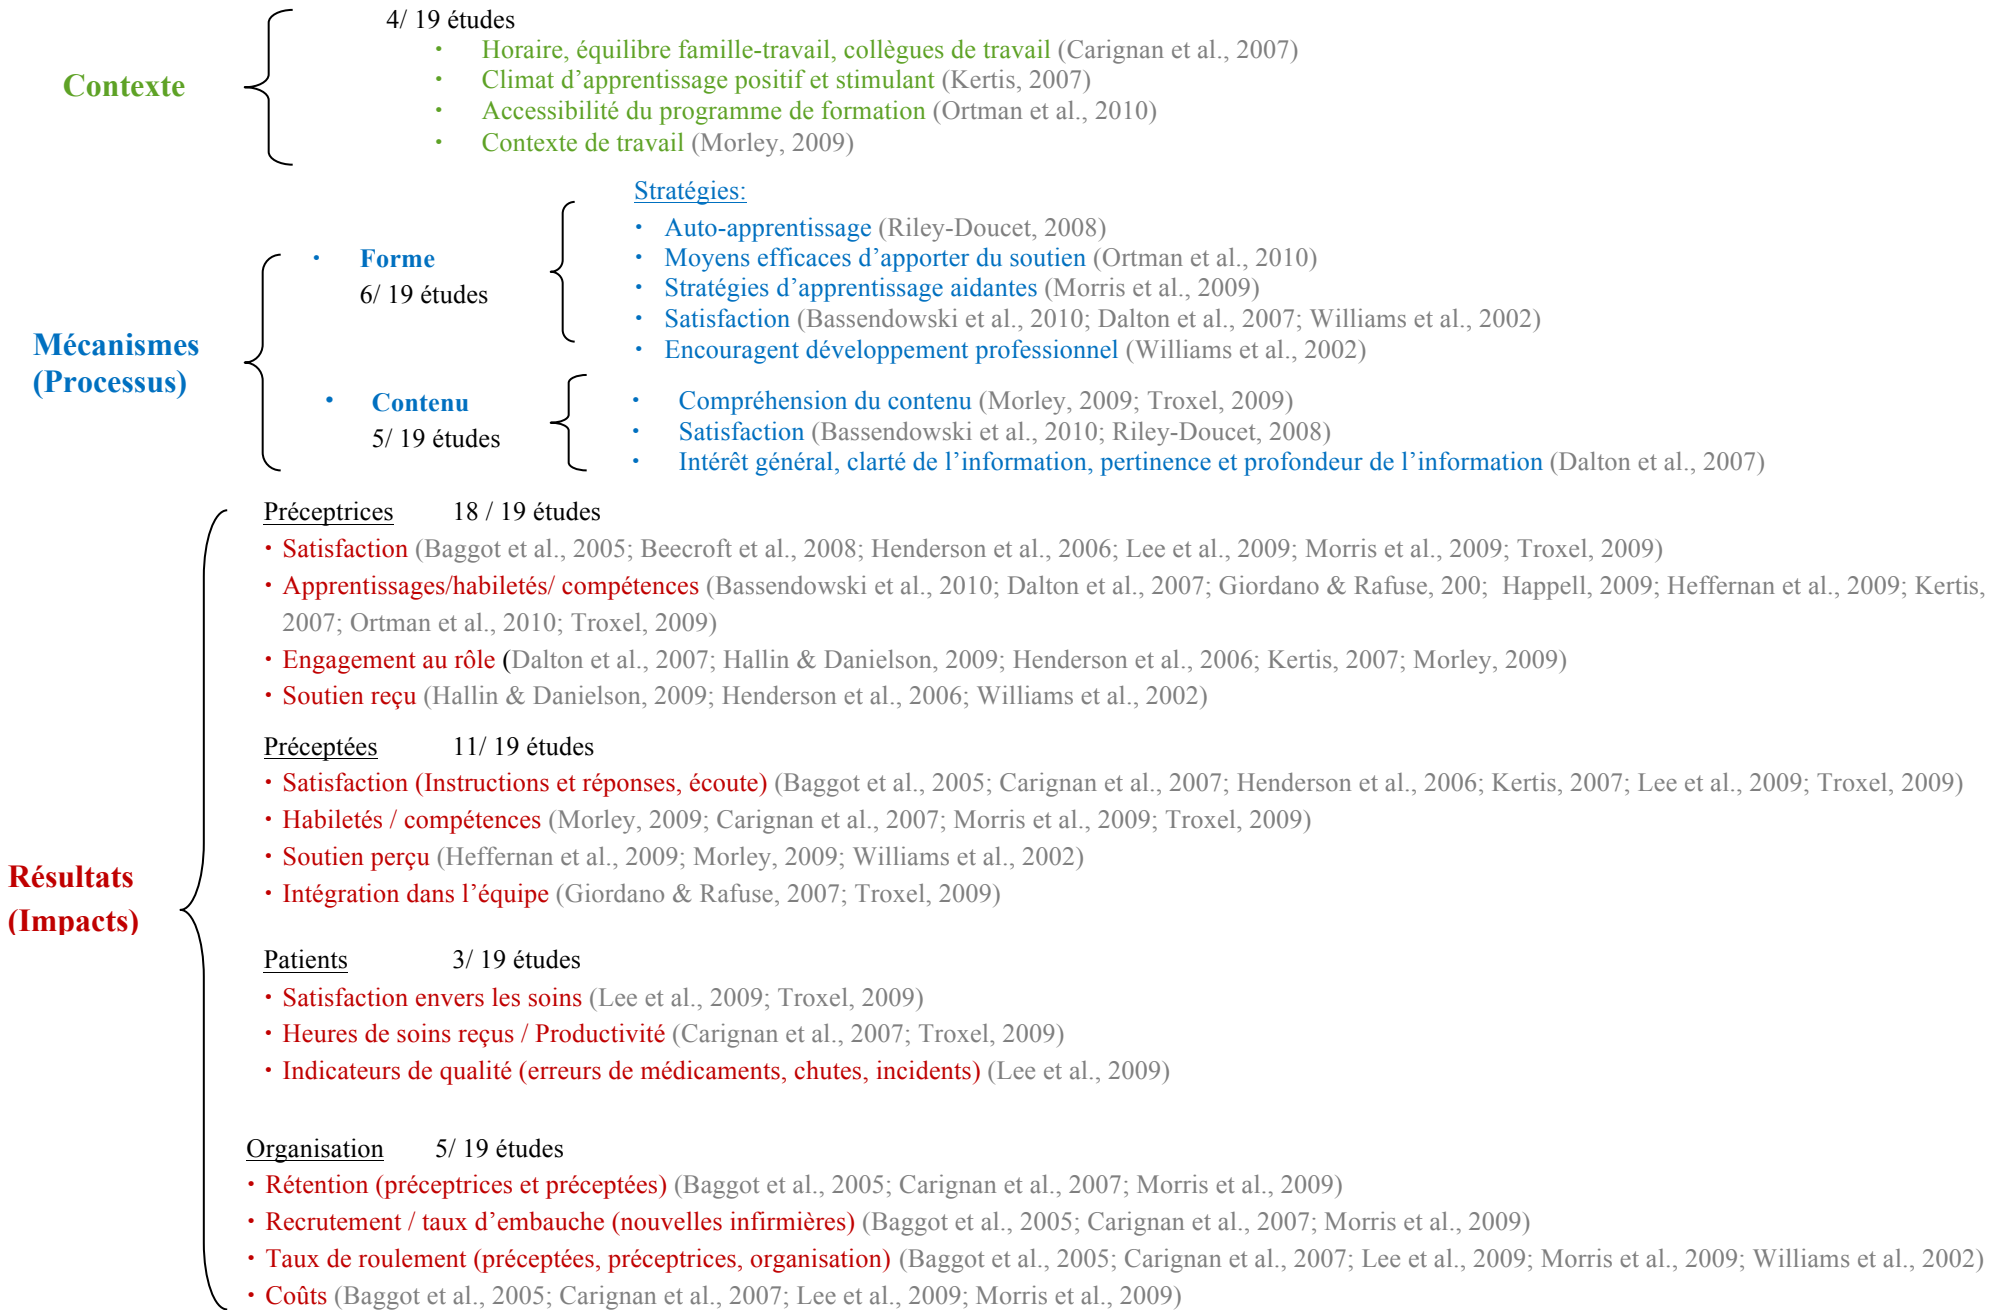 Contexte
4/ 19 études
• Horaire, équilibre famille-travail, collègues de travail (Carignan et al., 2007)
• Climat d'apprentissage positif et stimulant (Kertis, 2007)
• Accessibilité du programme de formation (Ortman et al., 2010)
• Contexte de travail (Morley, 2009)
Mécanismes
(Processus)
• Forme
6/ 19 études
Stratégies:
• Auto-apprentissage (Riley-Doucet, 2008)
• Moyens efficaces d'apporter du soutien (Ortman et al., 2010)
• Stratégies d'apprentissage aidantes (Morris et al., 2009)
• Satisfaction (Bassendowski et al., 2010; Dalton et al., 2007; Williams et al., 2002)
• Encouragent développement professionnel (Williams et al., 2002)
• Contenu
5/ 19 études
• Compréhension du contenu (Morley, 2009; Troxel, 2009)
• Satisfaction (Bassendowski et al., 2010; Riley-Doucet, 2008)
• Intérêt général, clarté de l'information, pertinence et profondeur de l'information (Dalton et al., 2007)
Résultats
(Impacts)
Préceptrices 18 / 19 études
• Satisfaction (Baggot et al., 2005; Beecroft et al., 2008; Henderson et al., 2006; Lee et al., 2009; Morris et al., 2009; Troxel, 2009)
• Apprentissages/habiletés/ compétences (Bassendowski et al., 2010; Dalton et al., 2007; Giordano & Rafuse, 200; Happell, 2009; Heffernan et al., 2009; Kertis,
2007; Ortman et al., 2010; Troxel, 2009)
• Engagement au rôle (Dalton et al., 2007; Hallin & Danielson, 2009; Henderson et al., 2006; Kertis, 2007; Morley, 2009)
• Soutien reçu (Hallin & Danielson, 2009; Henderson et al., 2006; Williams et al., 2002)
Préceptées 11/ 19 études
• Satisfaction (Instructions et réponses, écoute) (Baggot et al., 2005; Carignan et al., 2007; Henderson et al., 2006; Kertis, 2007; Lee et al., 2009; Troxel, 2009)
• Habiletés / compétences (Morley, 2009; Carignan et al., 2007; Morris et al., 2009; Troxel, 2009)
• Soutien perçu (Heffernan et al., 2009; Morley, 2009; Williams et al., 2002)
• Intégration dans l'équipe (Giordano & Rafuse, 2007; Troxel, 2009)
Patients 3/ 19 études
• Satisfaction envers les soins (Lee et al., 2009; Troxel, 2009)
• Heures de soins reçus / Productivité (Carignan et al., 2007; Troxel, 2009)
• Indicateurs de qualité (erreurs de médicaments, chutes, incidents) (Lee et al., 2009)
Organisation 5/ 19 études
• Rétention (préceptrices et préceptées) (Baggot et al., 2005; Carignan et al., 2007; Morris et al., 2009)
• Recrutement / taux d'embauche (nouvelles infirmières) (Baggot et al., 2005; Carignan et al., 2007; Morris et al., 2009)
• Taux de roulement (préceptées, préceptrices, organisation) (Baggot et al., 2005; Carignan et al., 2007; Lee et al., 2009; Morris et al., 2009; Williams et al., 2002)
• Coûts (Baggot et al., 2005; Carignan et al., 2007; Lee et al., 2009; Morris et al., 2009)